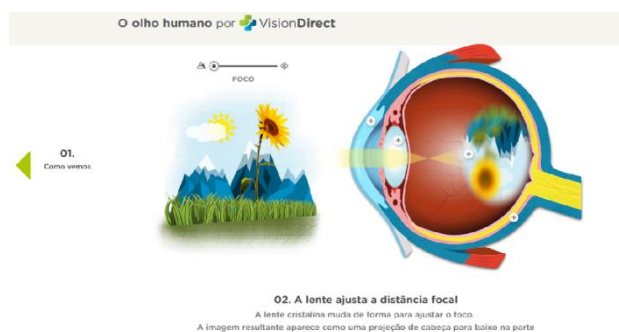 O olho humano por VisionDirect
FOCO
01.
Como vemos
02. A lente ajusta a distância focal
A lente cristalina muda de forma para ajustar o foco.
A imagem resultante aparece como uma projeção de cabeça para baixo na parte